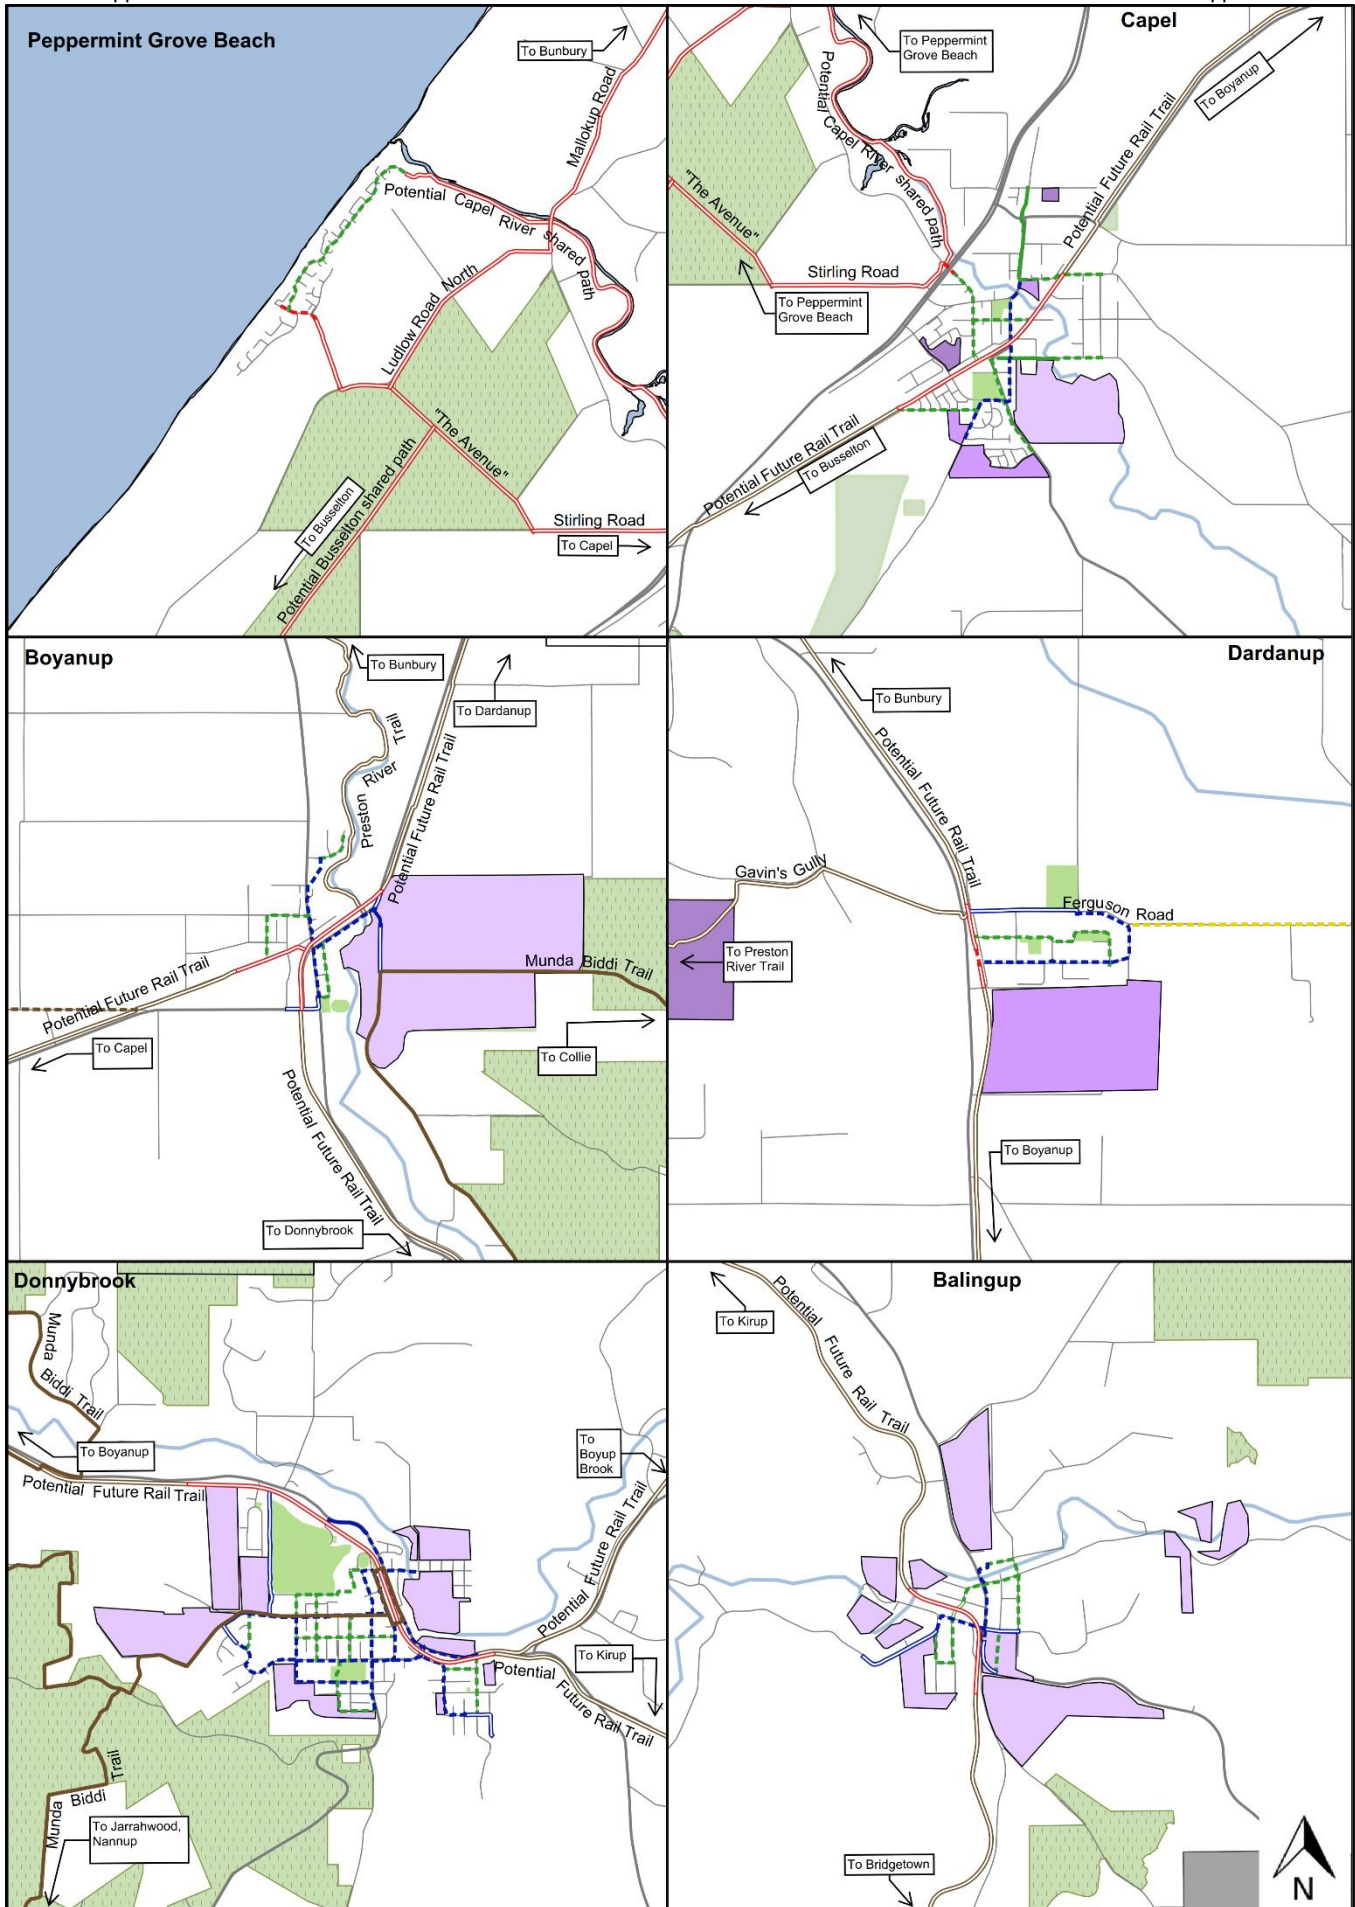 Peppermint Grove Beach
To Bunbury
Mallokup Road
Potential Capel River shared path
Ludlow Road North
"The Avenue"
Potential Busselton shared path
To Busselton
Stirling Road
To Capel
Capel
To Peppermint
Grove Beach
To Boyanup
Potential Capel River shared path
Potential Future Rail Trail
"The Avenue"
Stirling Road
To Peppermint
Grove Beach
Potential Future Rail Trail
To Busselton
Boyanup
To Bunbury
To Dardanup
Preston River Trail
Potential Future Rail Trail
Munda Biddi Trail
Potential Future Rail Trail
To Capel
To Collie
Potential Future Rail Trail
To Donnybrook
Dardanup
To Bunbury
Potential Future Rail Trail
Gavin's Gully
Ferguson Road
To Preston
River Trail
To Boyanup
Donnybrook
Munda Biddi Trail
To Boyanup
To
Boyup
Brook
Potential Future Rail Trail
Potential Future Rail Trail
To Kirup
Potential Future Rail Trail
Munda Biddi Trail
To Jarrahwood,
Nannup
Balingup
To Kirup
Potential Future Rail Trail
To Bridgetown
N